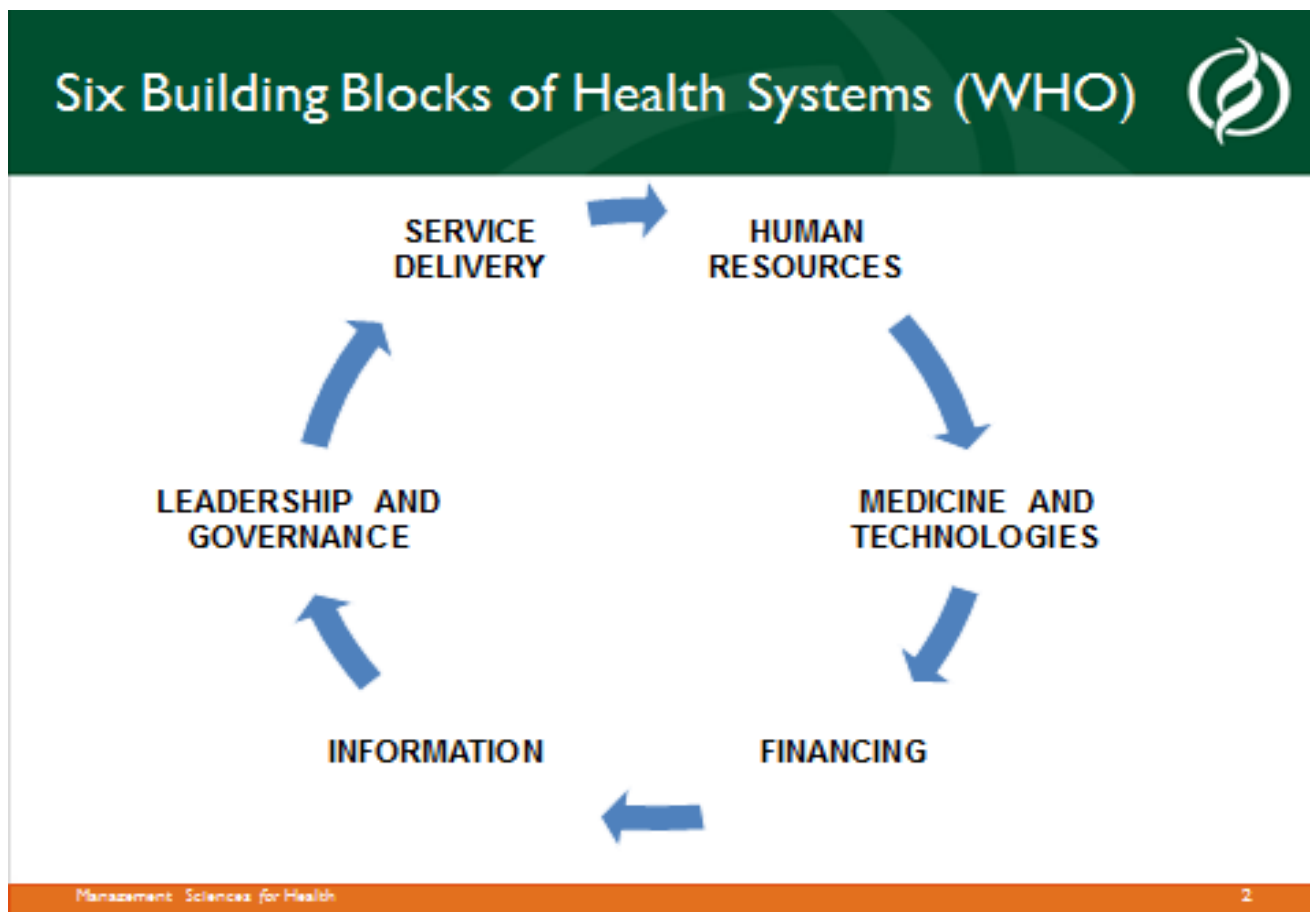 Six Building Blocks of Health Systems (WHO)
SERVICE
DELIVERY
HUMAN
RESOURCES
LEADERSHIP AND
GOVERNANCE
MEDICINE AND
TECHNOLOGIES
INFORMATION
FINANCING
Management Sciences for Health
2